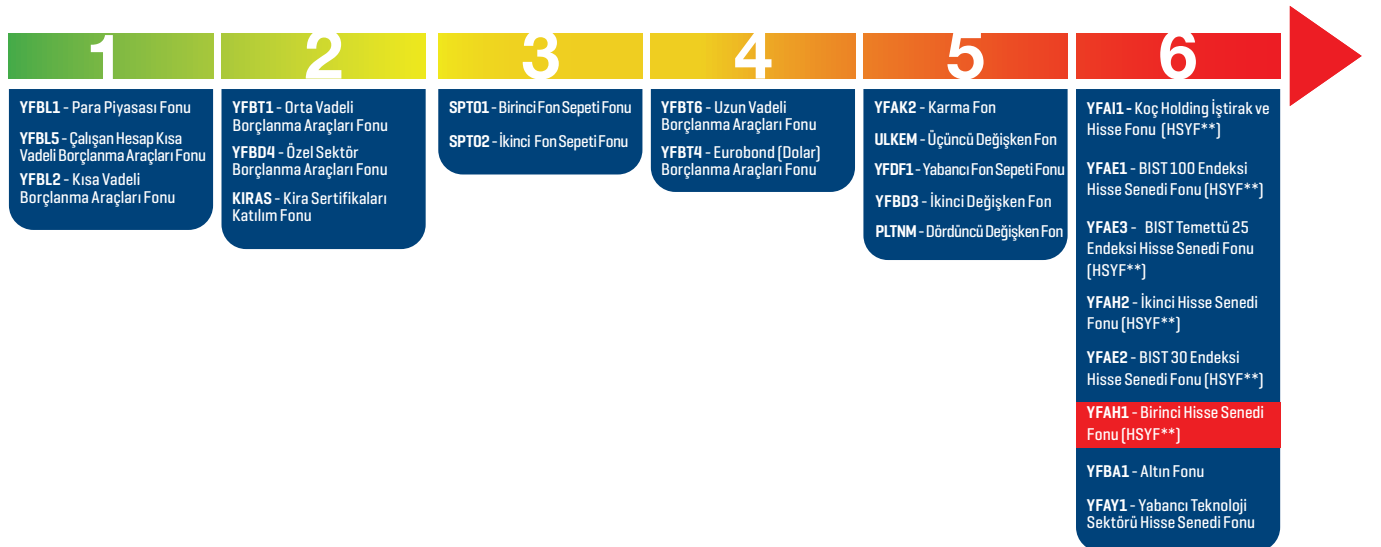 1
YFBL1 - Para Piyasası Fonu
YFBL5 - Çalışan Hesap Kısa
Vadeli Borçlanma Araçları Fonu
YFBL2 - Kısa Vadeli
Borçlanma Araçları Fonu
2
YFBT1 - Orta Vadeli
Borçlanma Araçları Fonu
YFBD4 - Özel Sektör
Borçlanma Araçları Fonu
KIRAS - Kira Sertifikaları
Katılım Fonu
3
SPT01 - Birinci Fon Sepeti Fonu
SPT02 - İkinci Fon Sepeti Fonu
4
YFBT6 - Uzun Vadeli
Borçlanma Araçları Fonu
YFBT4 - Eurobond (Dolar)
Borçlanma Araçları Fonu
5
YFAK2 - Karma Fon
ULKEM - Üçüncü Değişken Fon
YFDF1 - Yabancı Fon Sepeti Fonu
YFBD3 - İkinci Değişken Fon
PLTNM - Dördüncü Değişken Fon
6
YFAI1 - Koç Holding İştirak ve
Hisse Fonu (HSYF**)
YFAE1 - BIST 100 Endeksi
Hisse Senedi Fonu (HSYF**)
YFAE3 - BIST Temettü 25
Endeksi Hisse Senedi Fonu
(HSYF**)
YFAH2 - İkinci Hisse Senedi
Fonu (HSYF**)
YFAE2 - BIST 30 Endeksi
Hisse Senedi Fonu (HSYF**)
YFAH1 - Birinci Hisse Senedi
Fonu (HSYF**)
YFBA1 - Altın Fonu
YFAY1 - Yabancı Teknoloji
Sektörü Hisse Senedi Fonu